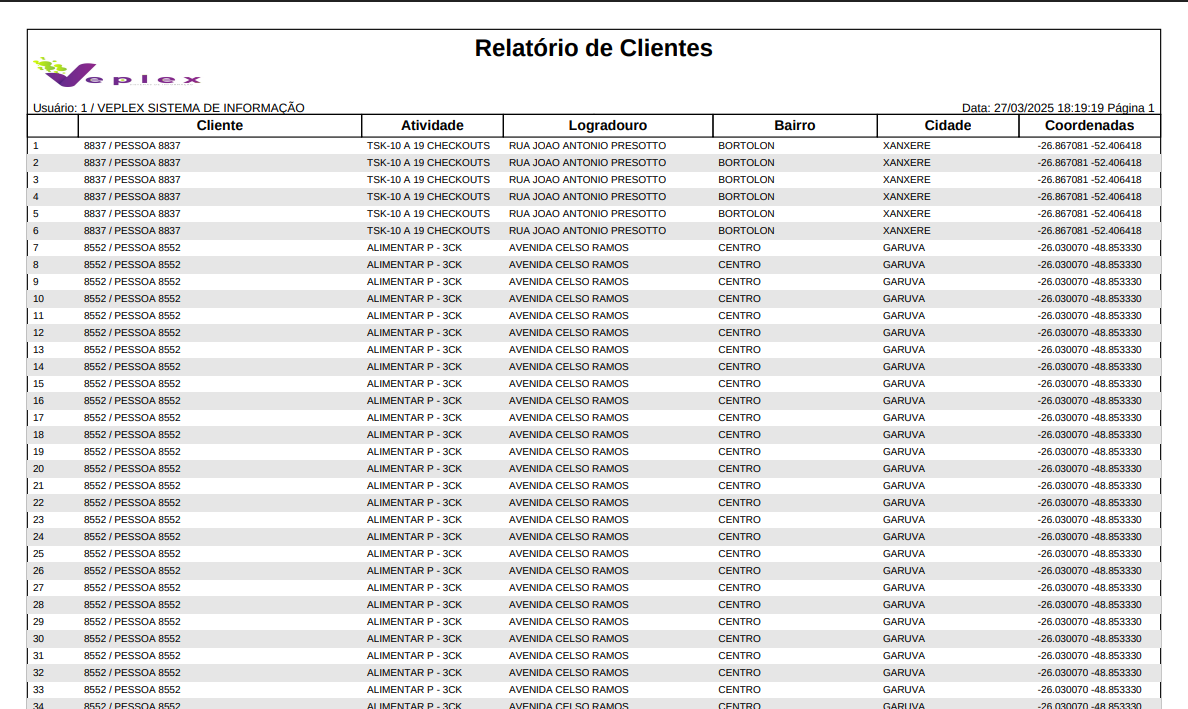 Relatório de Clientes
Veplex
Usuário: 1 / VEPLEX SISTEMA DE INFORMAÇÃO Data: 27/03/2025 18:19:19 Página 1
Cliente Atividade Logradouro Bairro Cidade Coordenadas
1 8837 / PESSOA 8837 TSK-10 A 19 CHECKOUTS RUA JOAO ANTONIO PRESOTTO BORTOLON XANXERE -26.867081 -52.406418
2 8837 / PESSOA 8837 TSK-10 A 19 CHECKOUTS RUA JOAO ANTONIO PRESOTTO BORTOLON XANXERE -26.867081 -52.406418
3 8837 / PESSOA 8837 TSK-10 A 19 CHECKOUTS RUA JOAO ANTONIO PRESOTTO BORTOLON XANXERE -26.867081 -52.406418
4 8837 / PESSOA 8837 TSK-10 A 19 CHECKOUTS RUA JOAO ANTONIO PRESOTTO BORTOLON XANXERE -26.867081 -52.406418
5 8837 / PESSOA 8837 TSK-10 A 19 CHECKOUTS RUA JOAO ANTONIO PRESOTTO BORTOLON XANXERE -26.867081 -52.406418
6 8837 / PESSOA 8837 TSK-10 A 19 CHECKOUTS RUA JOAO ANTONIO PRESOTTO BORTOLON XANXERE -26.867081 -52.406418
7 8552 / PESSOA 8552 ALIMENTAR P - 3CK AVENIDA CELSO RAMOS CENTRO GARUVA -26.030070 -48.853330
8 8552 / PESSOA 8552 ALIMENTAR P - 3CK AVENIDA CELSO RAMOS CENTRO GARUVA -26.030070 -48.853330
9 8552 / PESSOA 8552 ALIMENTAR P - 3CK AVENIDA CELSO RAMOS CENTRO GARUVA -26.030070 -48.853330
10 8552 / PESSOA 8552 ALIMENTAR P - 3CK AVENIDA CELSO RAMOS CENTRO GARUVA -26.030070 -48.853330
11 8552 / PESSOA 8552 ALIMENTAR P - 3CK AVENIDA CELSO RAMOS CENTRO GARUVA -26.030070 -48.853330
12 8552 / PESSOA 8552 ALIMENTAR P - 3CK AVENIDA CELSO RAMOS CENTRO GARUVA -26.030070 -48.853330
13 8552 / PESSOA 8552 ALIMENTAR P - 3CK AVENIDA CELSO RAMOS CENTRO GARUVA -26.030070 -48.853330
14 8552 / PESSOA 8552 ALIMENTAR P - 3CK AVENIDA CELSO RAMOS CENTRO GARUVA -26.030070 -48.853330
15 8552 / PESSOA 8552 ALIMENTAR P - 3CK AVENIDA CELSO RAMOS CENTRO GARUVA -26.030070 -48.853330
16 8552 / PESSOA 8552 ALIMENTAR P - 3CK AVENIDA CELSO RAMOS CENTRO GARUVA -26.030070 -48.853330
17 8552 / PESSOA 8552 ALIMENTAR P - 3CK AVENIDA CELSO RAMOS CENTRO GARUVA -26.030070 -48.853330
18 8552 / PESSOA 8552 ALIMENTAR P - 3CK AVENIDA CELSO RAMOS CENTRO GARUVA -26.030070 -48.853330
19 8552 / PESSOA 8552 ALIMENTAR P - 3CK AVENIDA CELSO RAMOS CENTRO GARUVA -26.030070 -48.853330
20 8552 / PESSOA 8552 ALIMENTAR P - 3CK AVENIDA CELSO RAMOS CENTRO GARUVA -26.030070 -48.853330
21 8552 / PESSOA 8552 ALIMENTAR P - 3CK AVENIDA CELSO RAMOS CENTRO GARUVA -26.030070 -48.853330
22 8552 / PESSOA 8552 ALIMENTAR P - 3CK AVENIDA CELSO RAMOS CENTRO GARUVA -26.030070 -48.853330
23 8552 / PESSOA 8552 ALIMENTAR P - 3CK AVENIDA CELSO RAMOS CENTRO GARUVA -26.030070 -48.853330
24 8552 / PESSOA 8552 ALIMENTAR P - 3CK AVENIDA CELSO RAMOS CENTRO GARUVA -26.030070 -48.853330
25 8552 / PESSOA 8552 ALIMENTAR P - 3CK AVENIDA CELSO RAMOS CENTRO GARUVA -26.030070 -48.853330
26 8552 / PESSOA 8552 ALIMENTAR P - 3CK AVENIDA CELSO RAMOS CENTRO GARUVA -26.030070 -48.853330
27 8552 / PESSOA 8552 ALIMENTAR P - 3CK AVENIDA CELSO RAMOS CENTRO GARUVA -26.030070 -48.853330
28 8552 / PESSOA 8552 ALIMENTAR P - 3CK AVENIDA CELSO RAMOS CENTRO GARUVA -26.030070 -48.853330
29 8552 / PESSOA 8552 ALIMENTAR P - 3CK AVENIDA CELSO RAMOS CENTRO GARUVA -26.030070 -48.853330
30 8552 / PESSOA 8552 ALIMENTAR P - 3CK AVENIDA CELSO RAMOS CENTRO GARUVA -26.030070 -48.853330
31 8552 / PESSOA 8552 ALIMENTAR P - 3CK AVENIDA CELSO RAMOS CENTRO GARUVA -26.030070 -48.853330
32 8552 / PESSOA 8552 ALIMENTAR P - 3CK AVENIDA CELSO RAMOS CENTRO GARUVA -26.030070 -48.853330
33 8552 / PESSOA 8552 ALIMENTAR P - 3CK AVENIDA CELSO RAMOS CENTRO GARUVA -26.030070 -48.853330
34 8552 / PESSOA 8552 ALIMENTAR P - 3CK AVENIDA CELSO RAMOS CENTRO GARUVA -26.030070 -48.853330